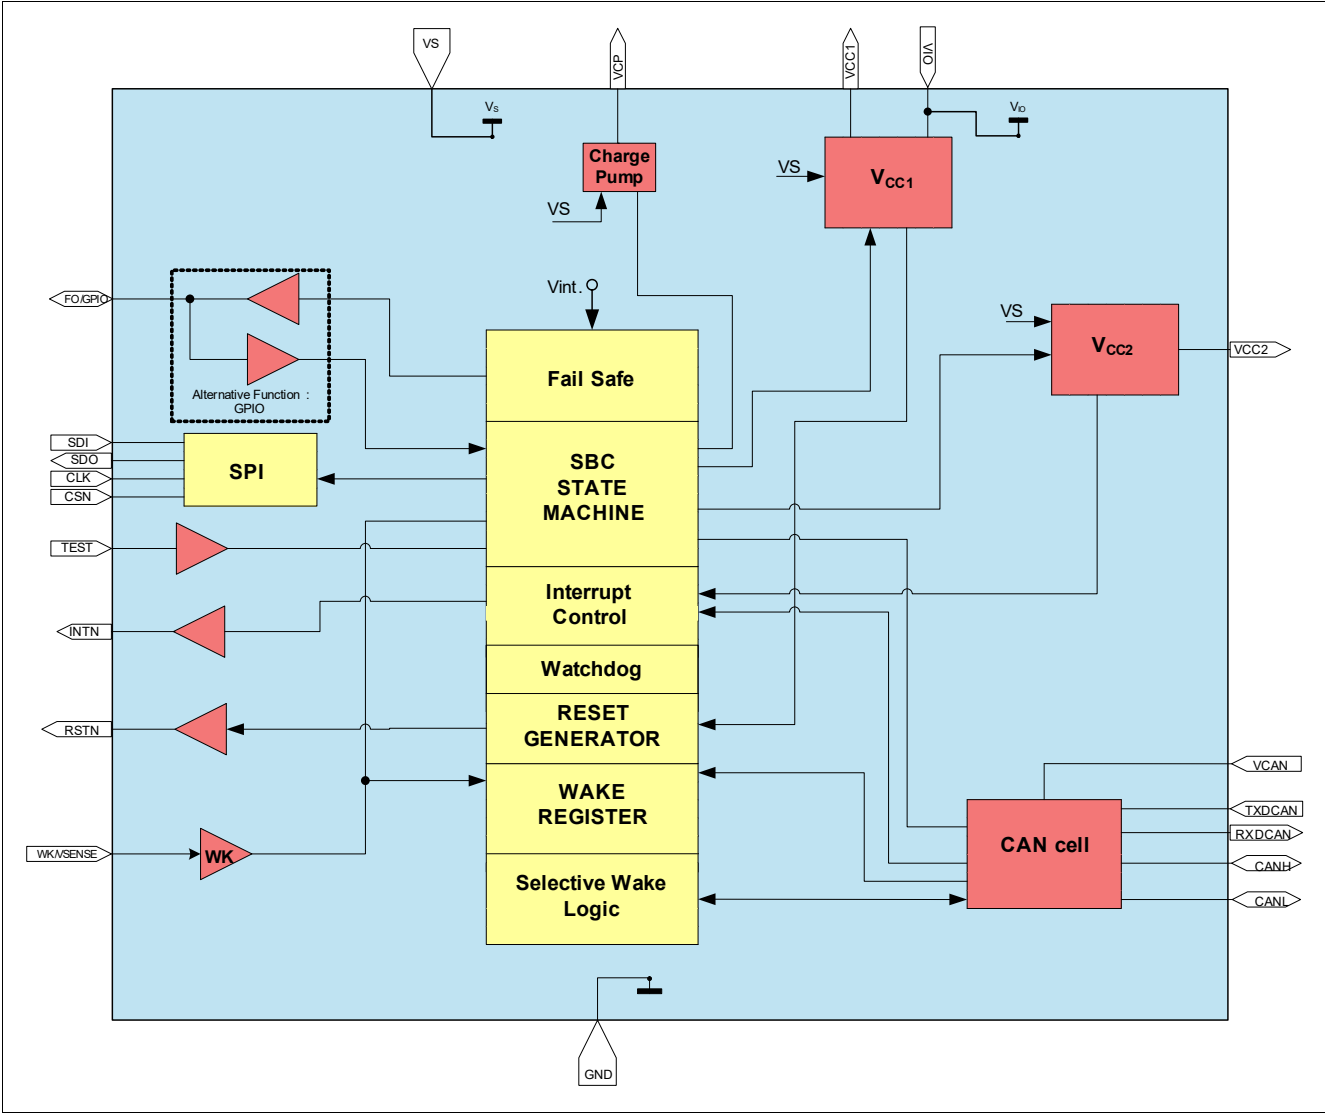 VS
VCP
VCC1
VIO
VS
VIO
Charge
Pump
VS
VCC1
VS
FO/GPIO
Alternative Function :
GPIO
Vint.
VS
VCC2
VCC2
Fail Safe
SDI
SDO
CLK
CSN
SPI
SBC
STATE
MACHINE
TEST
Interrupt
Control
INTN
Watchdog
RSTN
RESET
GENERATOR
WAKE
REGISTER
WK/VSENSE
WK
Selective Wake
Logic
CAN cell
VCAN
TXDCAN
RXDCAN
CANH
CANL
GND